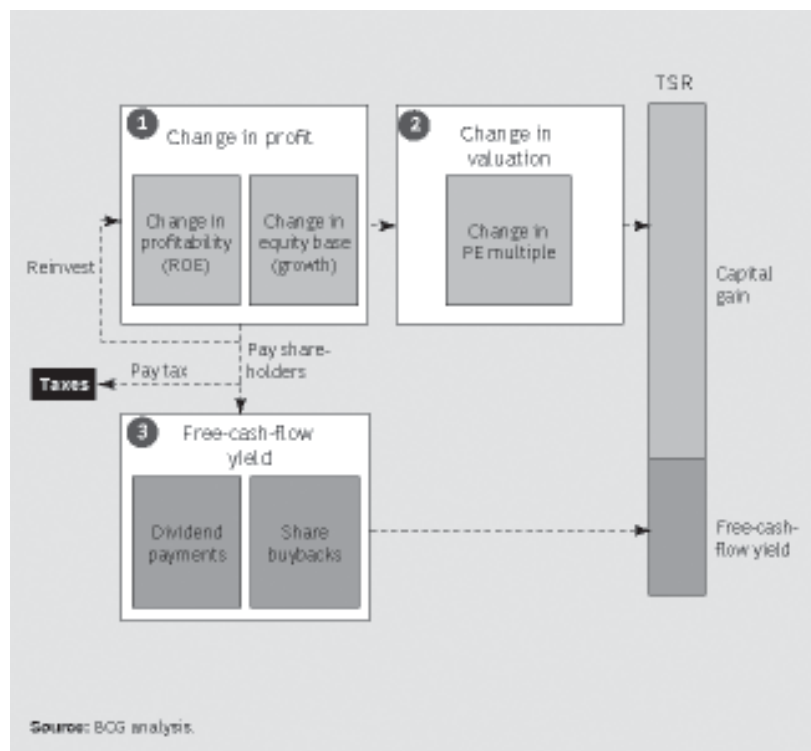 TSR
1
Change in profit
2
Change in
valuation
Change in
profitability
(ROE)
Change in
equity base
(growth)
Change in
PE multiple
Reinvest
Capital
gain
Pay share-
holders
Pay tax
Taxes
3
Free-cash-flow
yield
Dividend
payments
Share
buybacks
Free-cash-
flow yield
Source: BCG analysis.